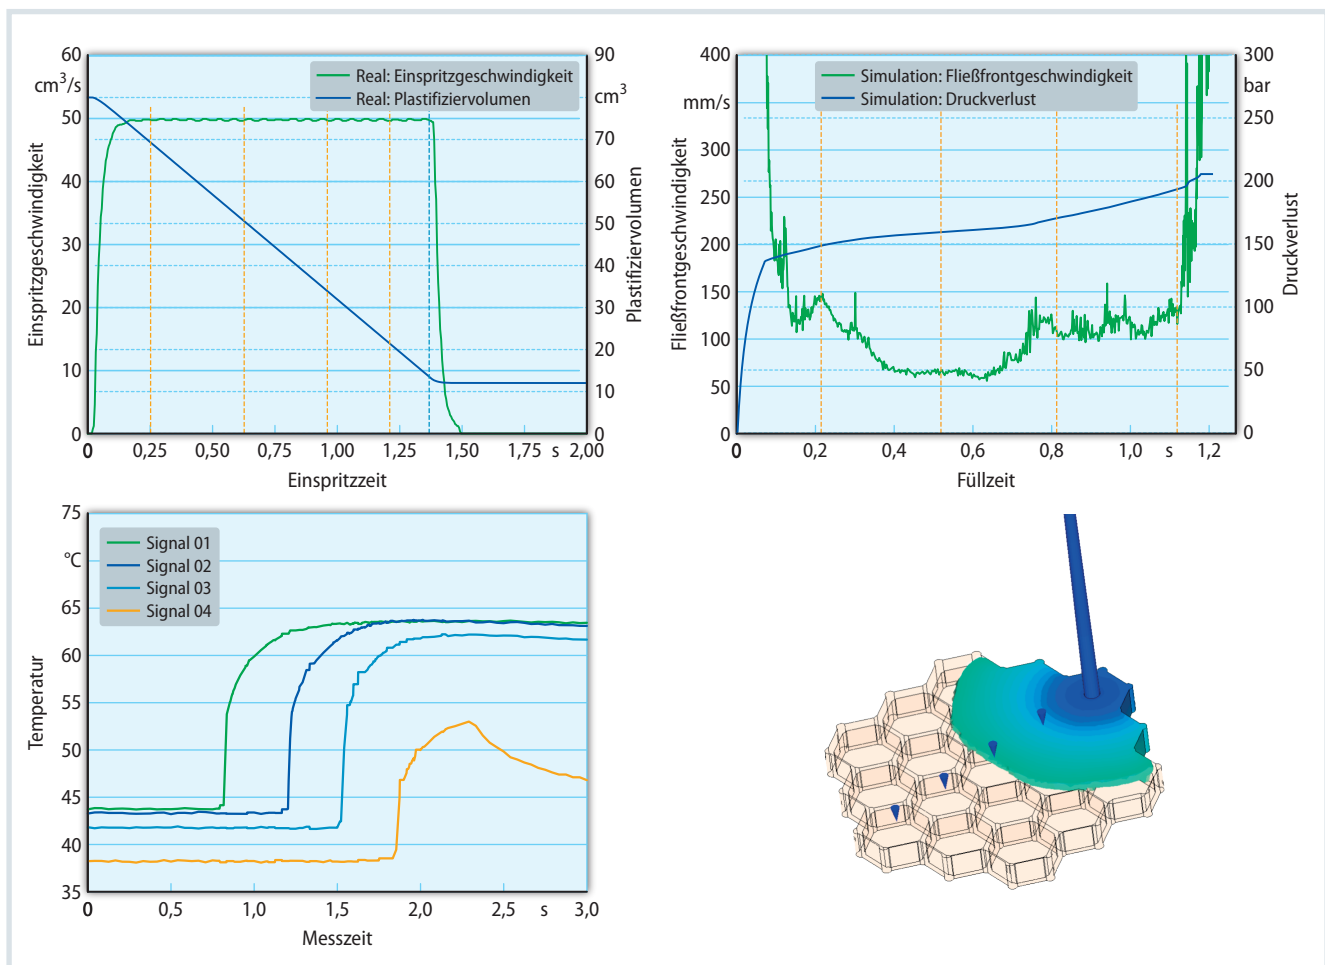 60
cm³/s
50
40
30
20
10
0
Einspritzgeschwindigkeit
Real: Einspritzgeschwindigkeit
Real: Plastifiziervolumen
90
cm³
75
60
50
40
30
20
10
0
Plastifiziervolumen
0 0,25 0,50 0,75 1,00 1,25 1,50 1,75 s 2,00
Einspritzzeit
400
mm/s
300
250
200
150
100
50
0
Fließfrontgeschwindigkeit
Simulation: Fließfrontgeschwindigkeit
Simulation: Druckverlust
300
bar
250
200
150
100
50
0
Druckverlust
0 0,2 0,4 0,6 0,8 1,0 s 1,2
Füllzeit
75
°C
65
60
55
50
45
40
35
Temperatur
Signal 01
Signal 02
Signal 03
Signal 04
0 0,5 1,0 1,5 2,0 2,5 s 3,0
Messzeit